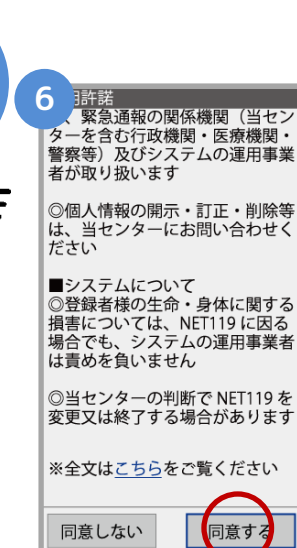 6
用許諾
、緊急通報の関係機関（当セン
ターを含む行政機関・医療機関・
警察等）及びシステムの運用事業
者が取り扱います
◎個人情報の開示・訂正・削除等
は、当センターにお問い合わせく
ださい
■システムについて
◎登録者様の生命・身体に関する
損害については、NET119 に因る
場合でも、システムの運用事業者
は責めを負いません
◎当センターの判断で NET119 を
変更又は終了する場合があります
※全文はこちらをご覧ください
同意しない
同意する